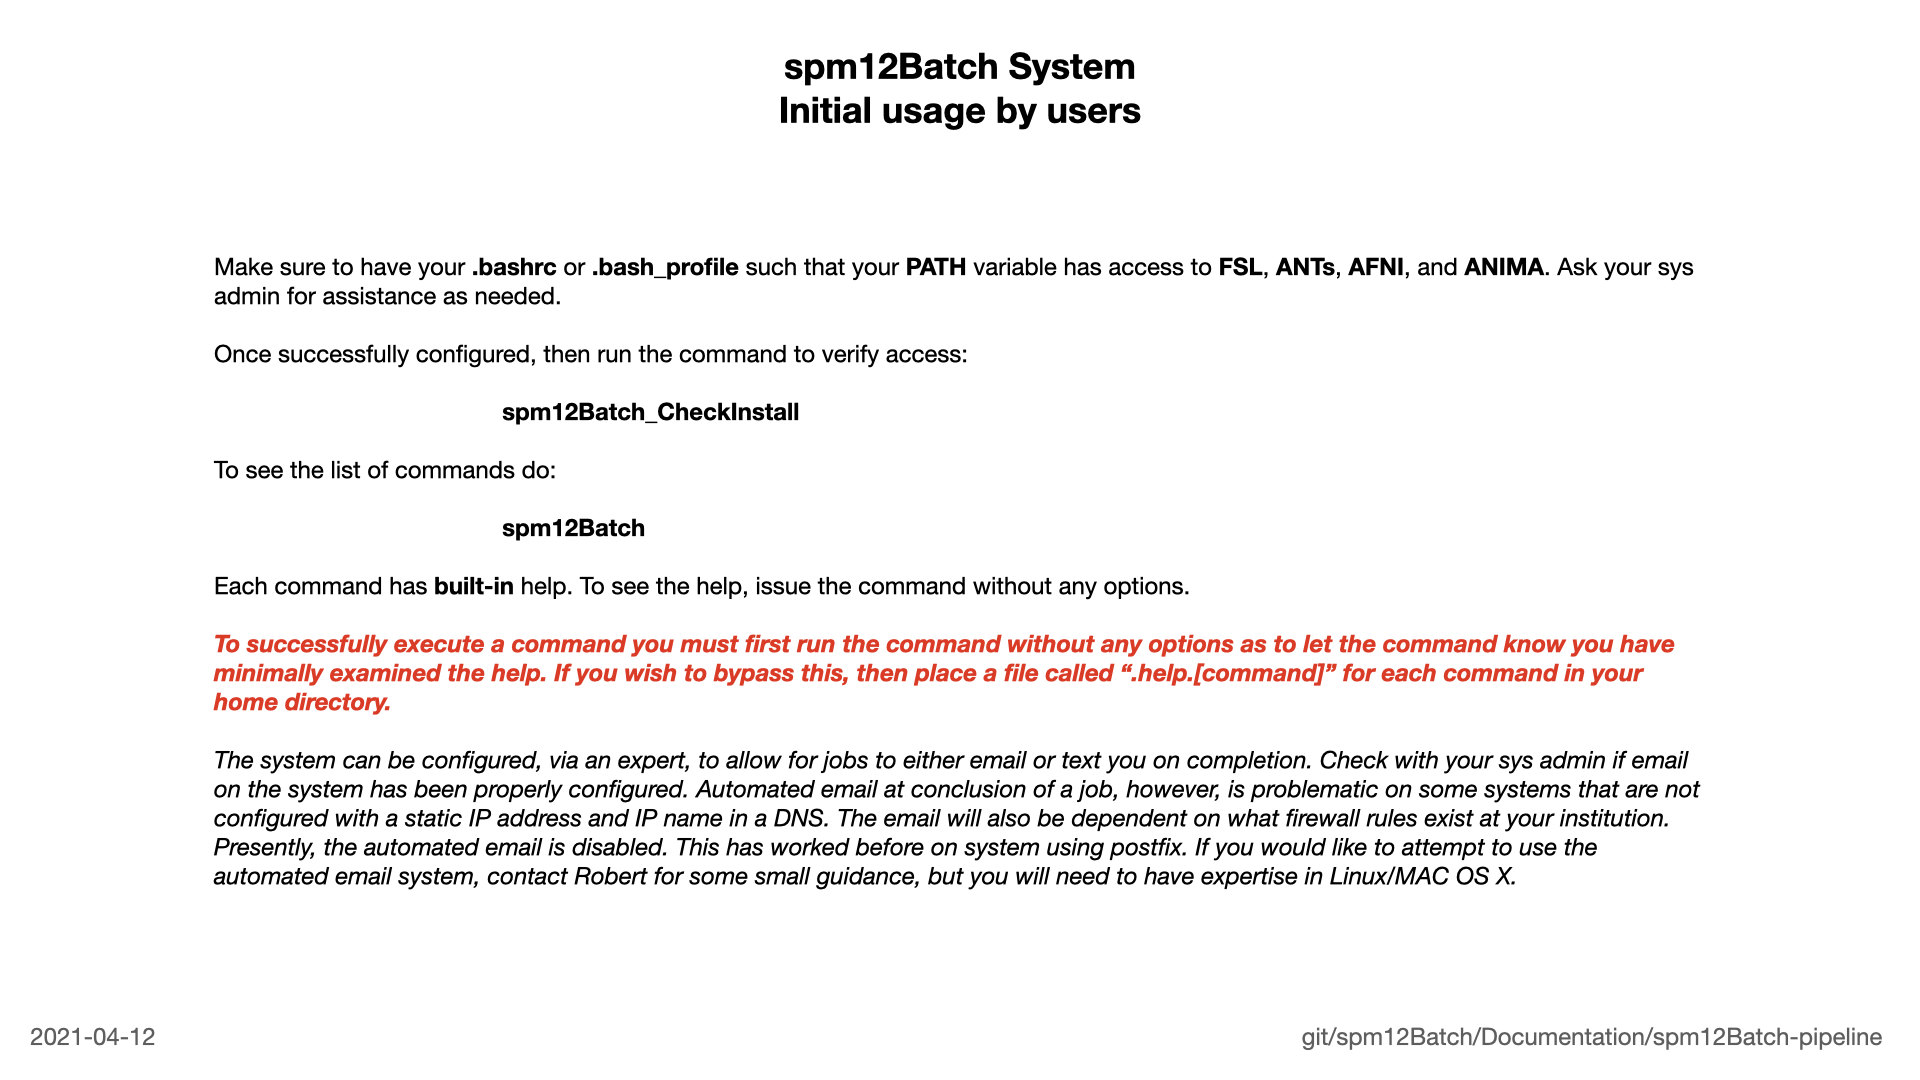 spm12Batch System
Initial usage by users
Make sure to have your .bashrc or .bash_profile such that your PATH variable has access to FSL, ANTs, AFNI, and ANIMA. Ask your sys
admin for assistance as needed.
Once successfully configured, then run the command to verify access:
spm12Batch_CheckInstall
To see the list of commands do:
spm12Batch
Each command has built-in help. To see the help, issue the command without any options.
To successfully execute a command you must first run the command without any options as to let the command know you have
minimally examined the help. If you wish to bypass this, then place a file called “.help.[command]” for each command in your
home directory.
The system can be configured, via an expert, to allow for jobs to either email or text you on completion. Check with your sys admin if email
on the system has been properly configured. Automated email at conclusion of a job, however, is problematic on some systems that are not
configured with a static IP address and IP name in a DNS. The email will also be dependent on what firewall rules exist at your institution.
Presently, the automated email is disabled. This has worked before on system using postfix. If you would like to attempt to use the
automated email system, contact Robert for some small guidance, but you will need to have expertise in Linux/MAC OS X.
2021-04-12
git/spm12Batch/Documentation/spm12Batch-pipeline